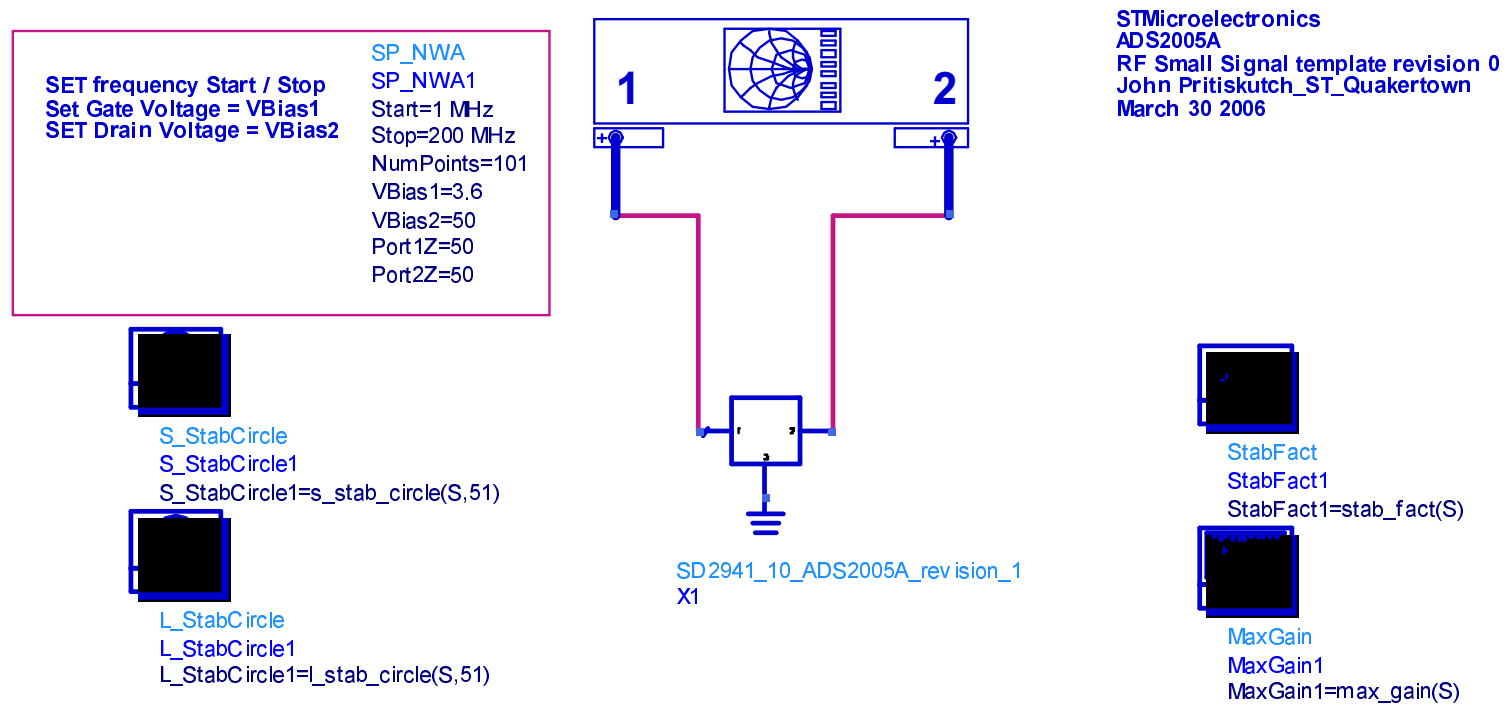 SET frequency Start / Stop
Set Gate Voltage = VBias1
SET Drain Voltage = VBias2
SP_NWA
SP_NWA1
Start=1 MHz
Stop=200 MHz
NumPoints=101
VBias1=3.6
VBias2=50
Port1Z=50
Port2Z=50
1
2
+
+
STMicroelectronics
ADS2005A
RF Small Signal template revision 0
John Pritiskutch_ST_Quakertown
March 30 2006
S_StabCircle
S_StabCircle1
S_StabCircle1=s_stab_circle(S,51)
L_StabCircle
L_StabCircle1
L_StabCircle1=l_stab_circle(S,51)
1
2
3
SD2941_10_ADS2005A_revision_1
X1
StabFact
StabFact1
StabFact1=stab_fact(S)
MaxGain
MaxGain1
MaxGain1=max_gain(S)